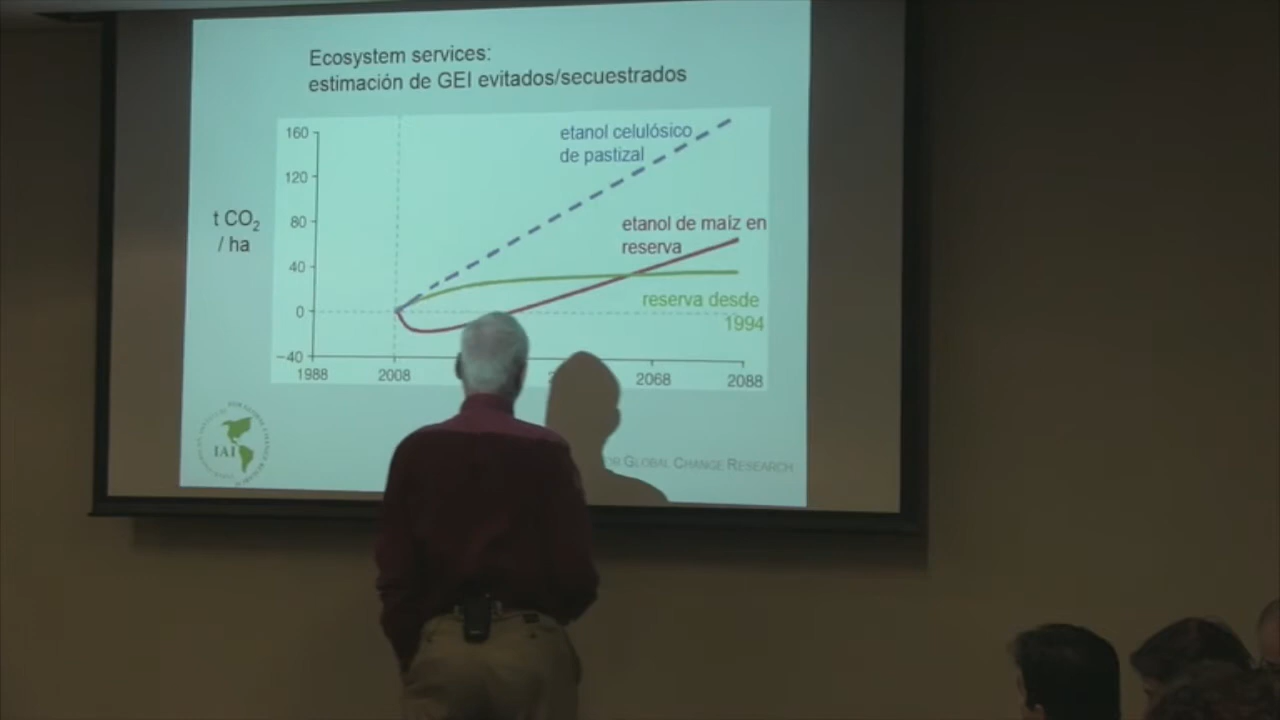 Ecosystem services:
estimación de GEI evitados/secuestrados
160
120
80
40
0
−40
t CO2
/ ha
etanol celulósico
de pastizal
etanol de maíz en
reserva
reserva desde
1994
1988
2008
2068
2088
IAI
GLOBAL CHANGE RESEARCH